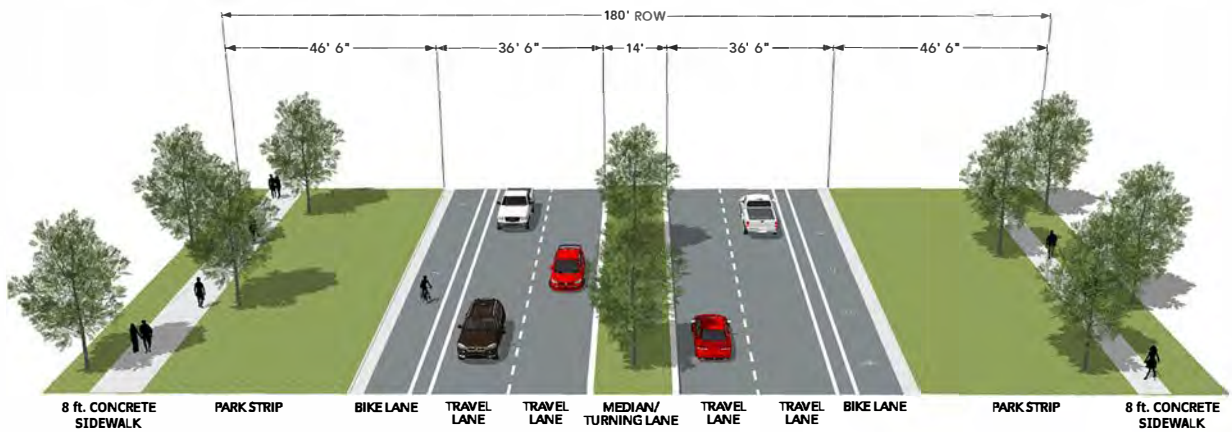 180' ROW
46' 6"
36' 6"
14'
36' 6"
46' 6"
8 ft. CONCRETE
SIDEWALK
PARK STRIP
BIKE LANE
TRAVEL
LANE
TRAVEL
LANE
MEDIAN/
TURNING LANE
TRAVEL
LANE
TRAVEL
LANE
BIKE LANE
PARK STRIP
8 ft. CONCRETE
SIDEWALK